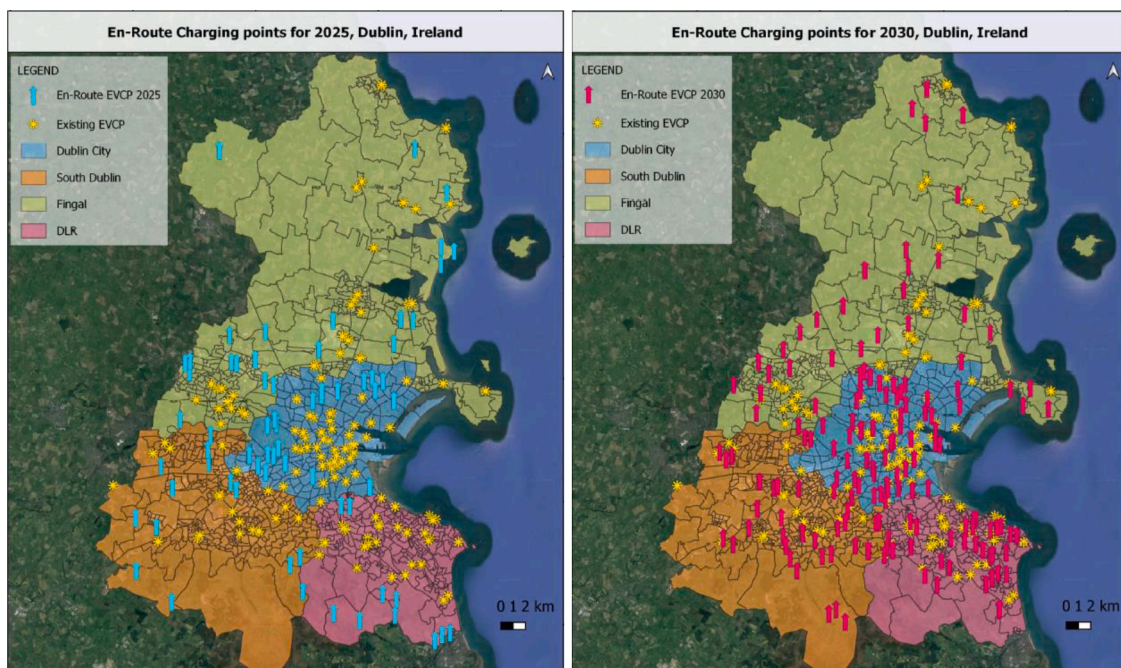 En-Route Charging points for 2025, Dublin, Ireland
LEGEND
En-Route EVCP 2025
Existing EVCP
Dublin City
South Dublin
Fingal
DLR
0 1 2 km
En-Route Charging points for 2030, Dublin, Ireland
LEGEND
En-Route EVCP 2030
Existing EVCP
Dublin City
South Dublin
Fingal
DLR
0 1 2 km